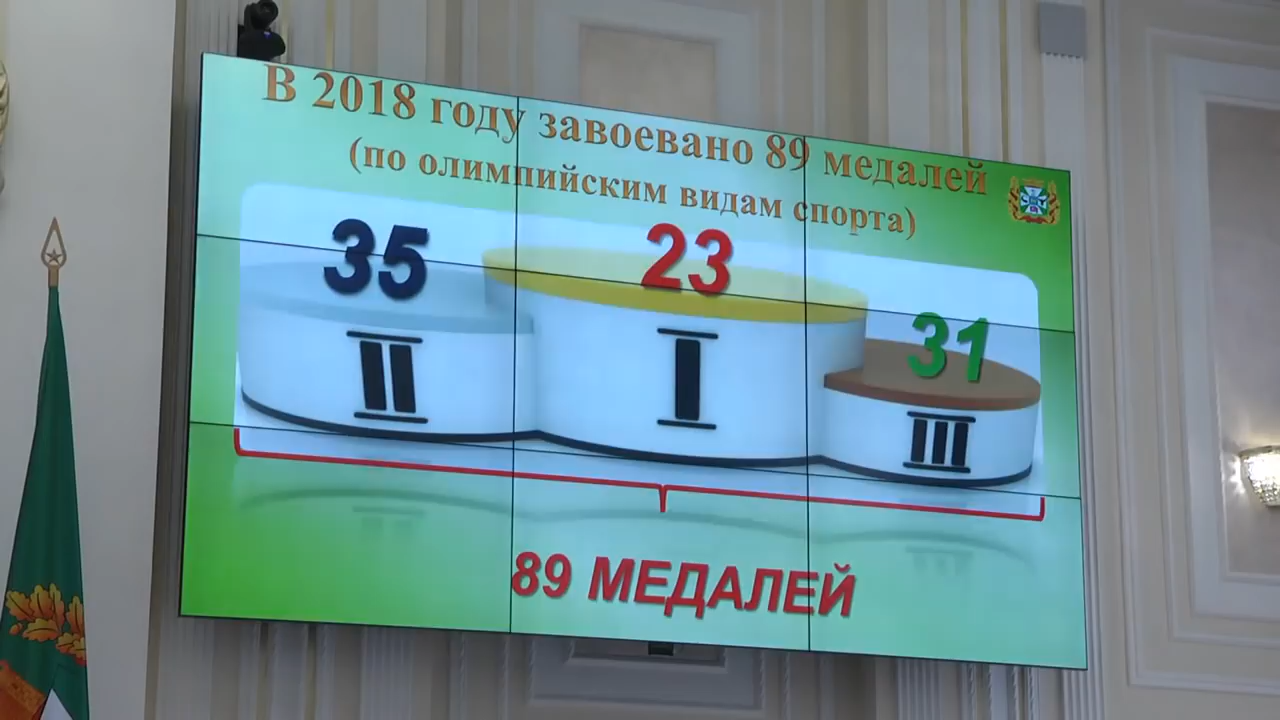 В 2018 году завоевано 89 медалей
(по олимпийским видам спорта)
35 23 31
II I III
89 МЕДАЛЕЙ